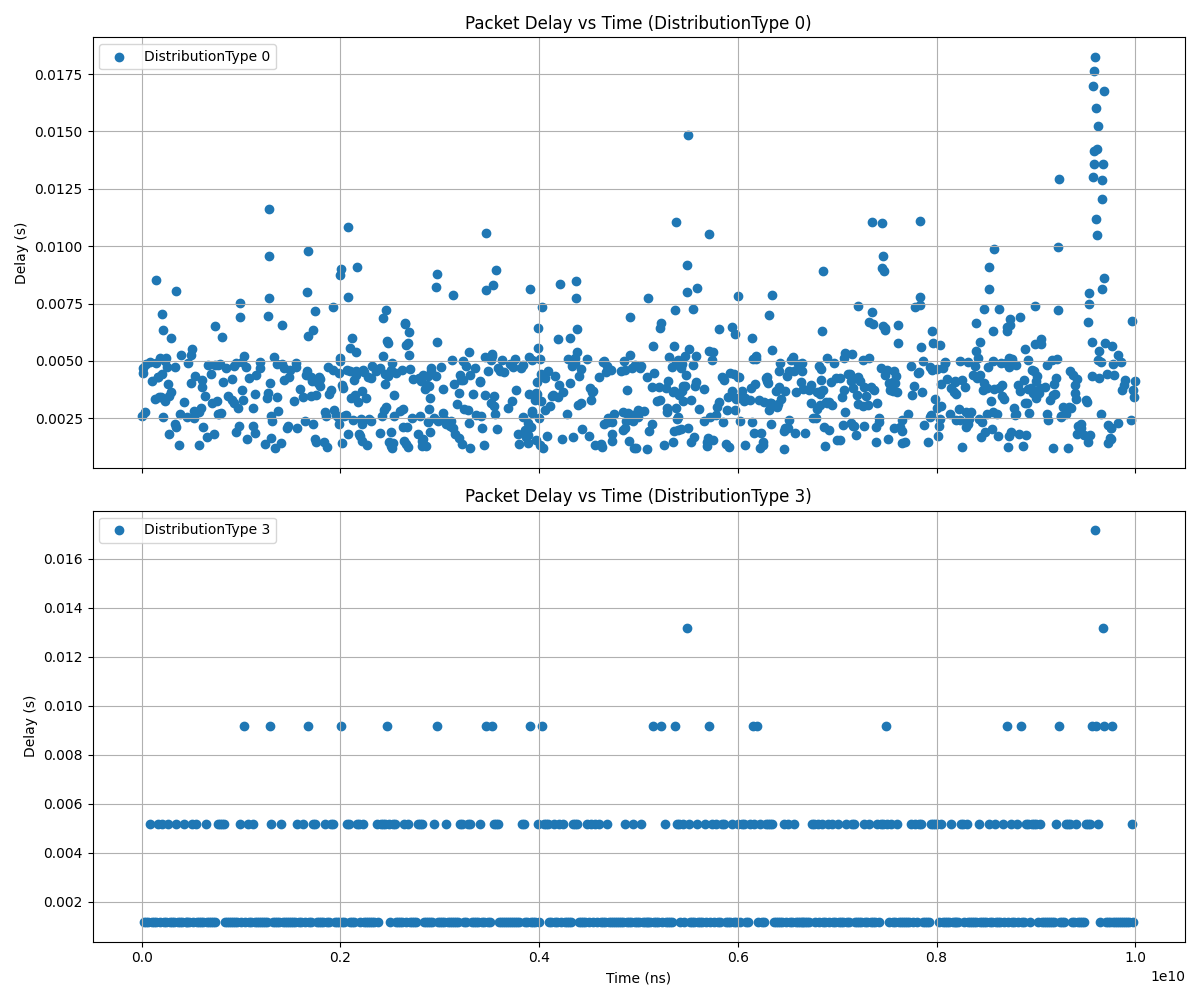 Packet Delay vs Time (DistributionType 0)
DistributionType 0
0.0175
0.0150
0.0125
0.0100
0.0075
0.0050
0.0025
Delay (s)
Packet Delay vs Time (DistributionType 3)
DistributionType 3
0.016
0.014
0.012
0.010
0.008
0.006
0.004
0.002
Delay (s)
0.0 0.2 0.4 0.6 0.8 1.0
Time (ns)
1e10